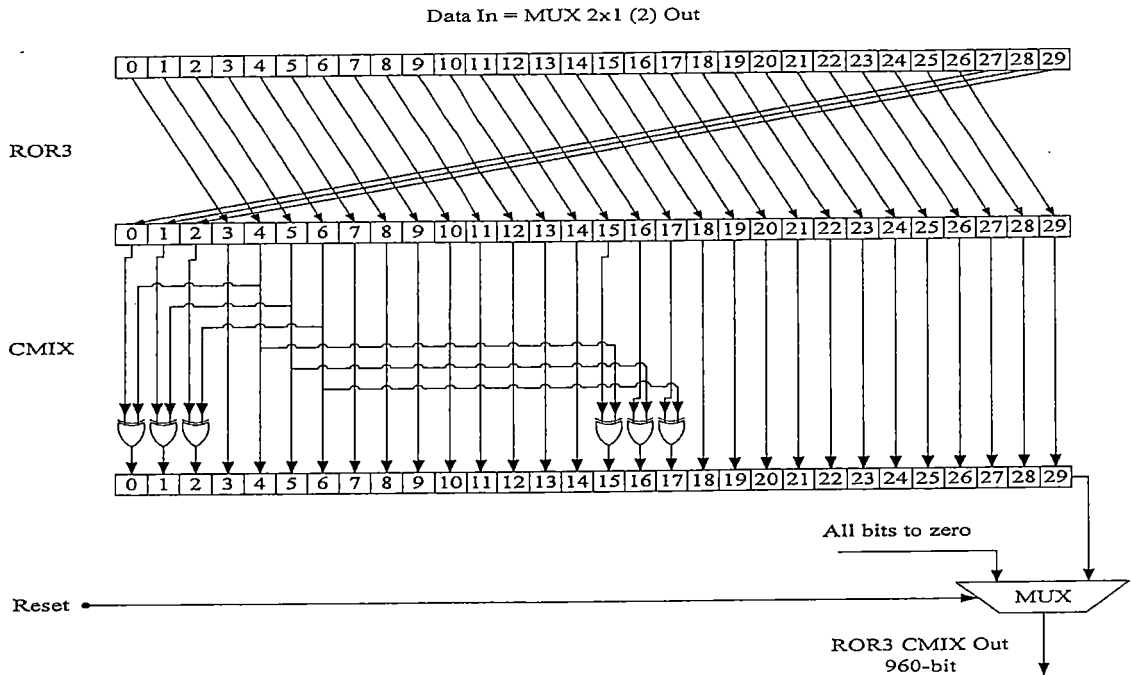 Data In = MUX 2x1 (2) Out
0 1 2 3 4 5 6 7 8 9 10 11 12 13 14 15 16 17 18 19 20 21 22 23 24 25 26 27 28 29
ROR3
0 1 2 3 4 5 6 7 8 9 10 11 12 13 14 15 16 17 18 19 20 21 22 23 24 25 26 27 28 29
CMIX
0 1 2 3 4 5 6 7 8 9 10 11 12 13 14 15 16 17 18 19 20 21 22 23 24 25 26 27 28 29
All bits to zero
Reset
MUX
ROR3 CMIX Out
960-bit